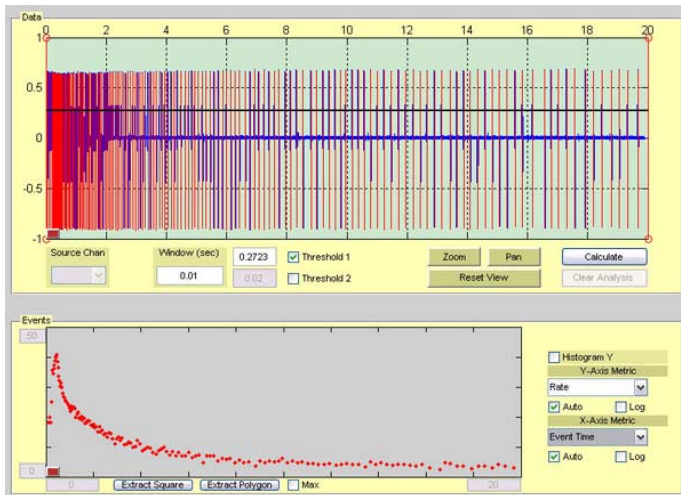 Data
0 2 4 6 8 10 12 14 16 18 20
1
0.5
0
-0.5
-1
Source Chan
Window (sec)
0.01
0.2723
Threshold 1
0.02
Threshold 2
Zoom
Pan
Reset View
Calculate
Clear Analysis
Events
50
0
0
Extract Square
Extract Polygon
Max
20
Histogram Y
Y-Axis Metric
Rate
Auto
Log
X-Axis Metric
Event Time
Auto
Log